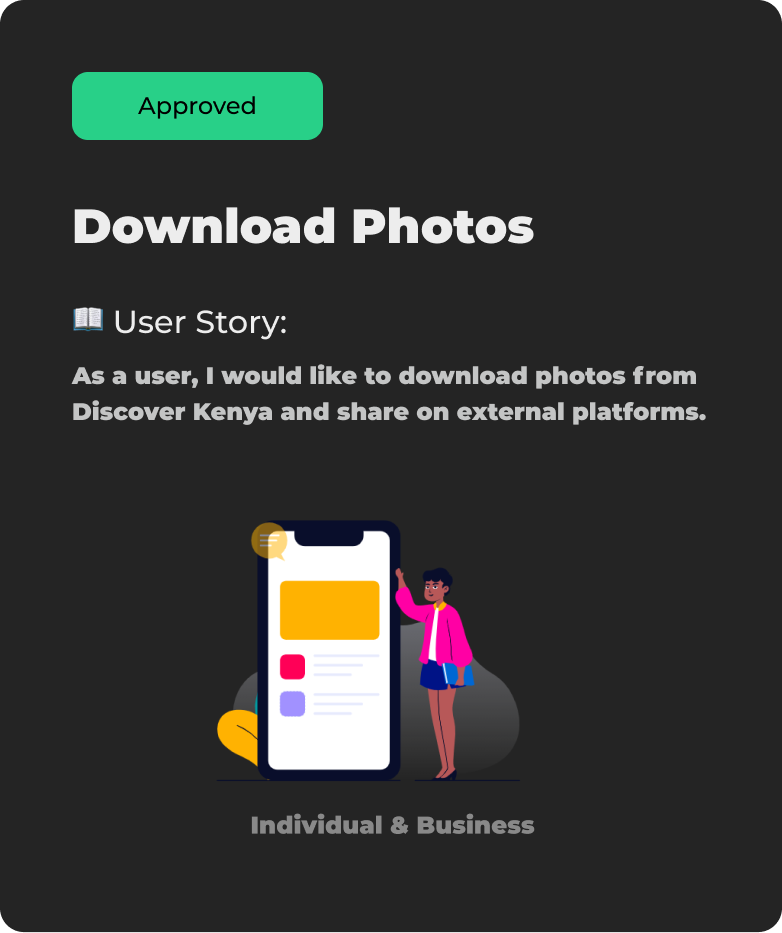 Approved
Download Photos
📖 User Story:
As a user, I would like to download photos from
Discover Kenya and share on external platforms.
Individual & Business